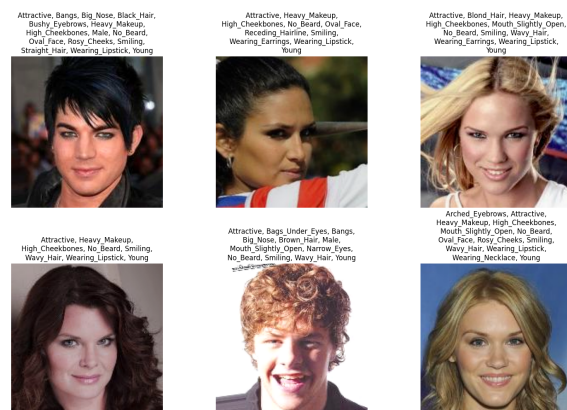 Attractive, Bangs, Big_Nose, Black_Hair,
Bushy_Eyebrows, Heavy_Makeup,
High_Cheekbones, Male, No_Beard,
Oval_Face, Rosy_Cheeks, Smiling,
Straight_Hair, Wearing_Lipstick, Young
Attractive, Heavy_Makeup,
High_Cheekbones, No_Beard, Oval_Face,
Receding_Hairline, Smiling,
Wearing_Earrings, Wearing_Lipstick,
Young
Attractive, Blond_Hair, Heavy_Makeup,
High_Cheekbones, Mouth_Slightly_Open,
No_Beard, Smiling, Wavy_Hair,
Wearing_Earrings, Wearing_Lipstick,
Young
Attractive, Heavy_Makeup,
High_Cheekbones, No_Beard, Smiling,
Wavy_Hair, Wearing_Lipstick, Young
Attractive, Bags_Under_Eyes, Bangs,
Big_Nose, Brown_Hair, Male,
Mouth_Slightly_Open, Narrow_Eyes,
No_Beard, Smiling, Wavy_Hair, Young
Arched_Eyebrows, Attractive,
Heavy_Makeup, High_Cheekbones,
Mouth_Slightly_Open, No_Beard,
Oval_Face, Rosy_Cheeks, Smiling,
Wavy_Hair, Wearing_Lipstick,
Wearing_Necklace, Young